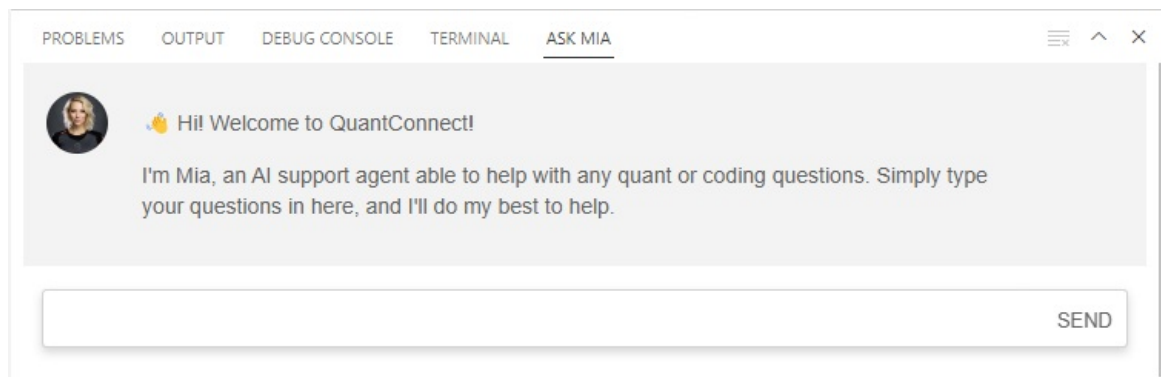 PROBLEMS OUTPUT DEBUG CONSOLE TERMINAL ASK MIA
👋 Hi! Welcome to QuantConnect!
I'm Mia, an AI support agent able to help with any quant or coding questions. Simply type
your questions in here, and I'll do my best to help.
SEND